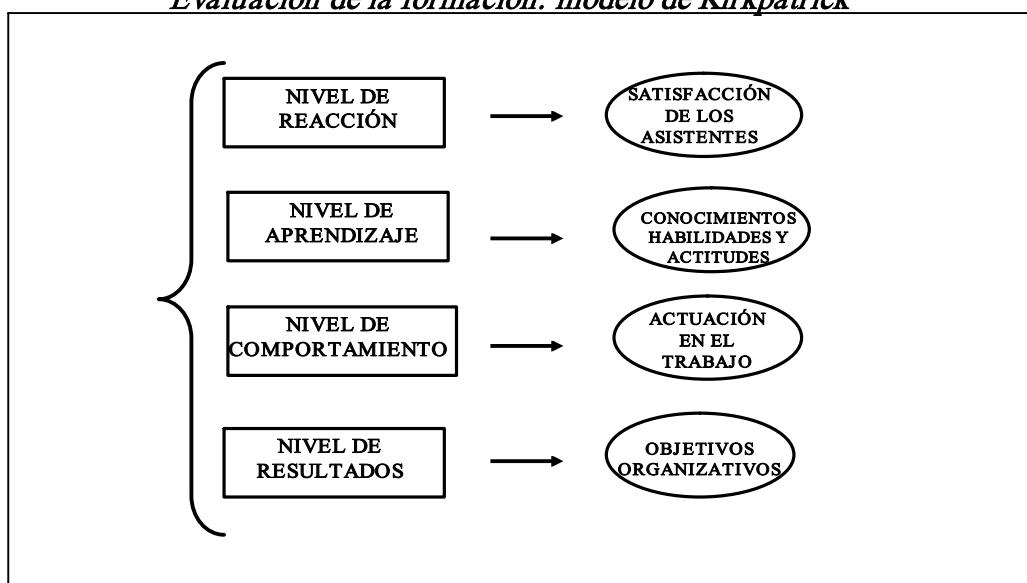 Evaluación de la formación: modelo de Kirkpatrick
NIVEL DE
REACCIÓN
SATISFACCIÓN
DE LOS
ASISTENTES
NIVEL DE
APRENDIZAJE
CONOCIMIENTOS
HABILIDADES Y
ACTITUDES
NIVEL DE
COMPORTAMIENTO
ACTUACIÓN
EN EL
TRABAJO
NIVEL DE
RESULTADOS
OBJETIVOS
ORGANIZATIVOS